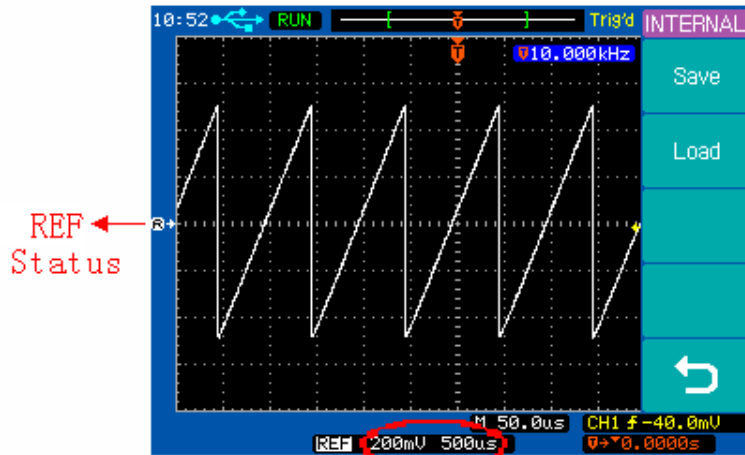 10:52 RUN Trig'd INTERNAL
T
T 10.000kHz
Save
Load
REF
Status
R
M 50.0us CH1 -40.0mV
REF 200mV 500us 0.0000s